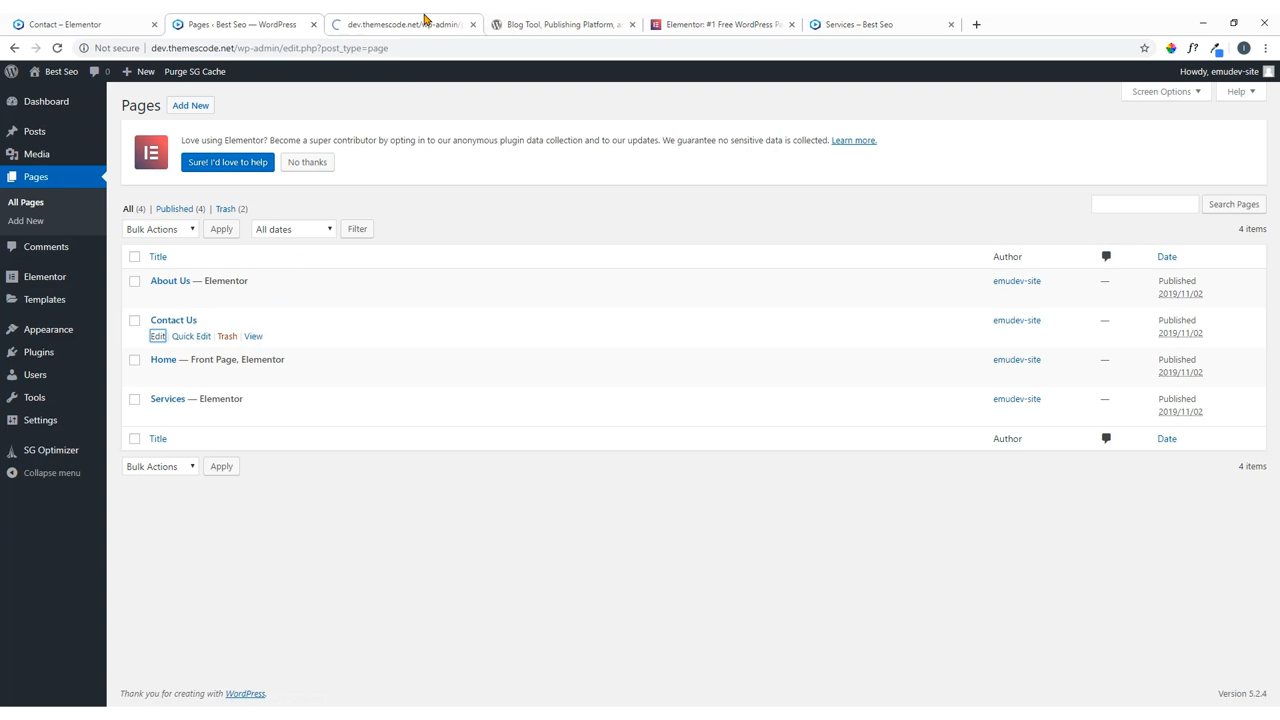 Contact – Elementor
Pages ‹ Best Seo — WordPress
dev.themescode.net/wp-admin/
Blog Tool, Publishing Platform, a
Elementor: #1 Free WordPress P
Services – Best Seo
Not secure dev.themescode.net/wp-admin/edit.php?post_type=page
Best Seo 0 New Purge SG Cache
Howdy, emudev-site
Dashboard
Posts
Media
Pages
All Pages
Add New
Comments
Elementor
Templates
Appearance
Plugins
Users
Tools
Settings
SG Optimizer
Collapse menu
Screen Options
Help
Pages Add New
Love using Elementor? Become a super contributor by opting in to our anonymous plugin data collection and to our updates. We guarantee no sensitive data is collected. Learn more.
Sure! I'd love to help No thanks
All (4) | Published (4) | Trash (2)
Search Pages
Bulk Actions Apply All dates Filter
4 items
Title Author Date
About Us — Elementor emudev-site — Published
2019/11/02
Contact Us emudev-site — Published
Edit | Quick Edit | Trash | View 2019/11/02
Home — Front Page, Elementor emudev-site — Published
2019/11/02
Services — Elementor emudev-site — Published
2019/11/02
Title Author Date
Bulk Actions Apply
4 items
Thank you for creating with WordPress.
Version 5.2.4